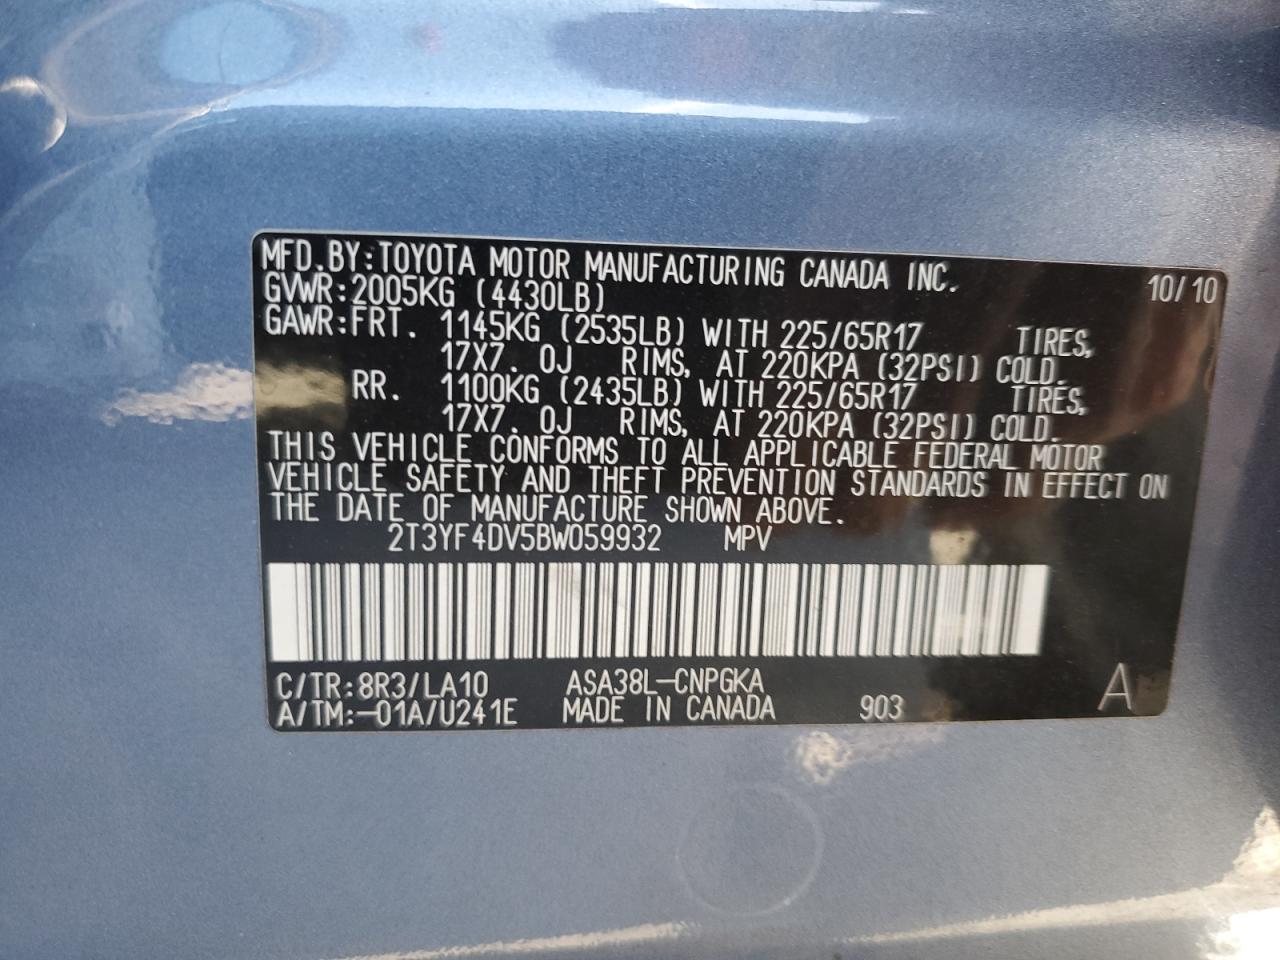 MFD.BY:TOYOTA MOTOR MANUFACTURING CANADA INC. 10/10
GVWR:2005KG (4430LB)
GAWR:FRT. 1145KG (2535LB) WITH 225/65R17 TIRES,
17X7. 0J RIMS, AT 220KPA (32PSI) COLD.
RR. 1100KG (2435LB) WITH 225/65R17 TIRES,
17X7. 0J RIMS, AT 220KPA (32PSI) COLD.
THIS VEHICLE CONFORMS TO ALL APPLICABLE FEDERAL MOTOR
VEHICLE SAFETY AND THEFT PREVENTION STANDARDS IN EFFECT ON
THE DATE OF MANUFACTURE SHOWN ABOVE.
2T3YF4DV5BW059932 MPV
C/TR:8R3/LA10 ASA38L-CNPGKA A
A/TM:-01A/U241E MADE IN CANADA 903